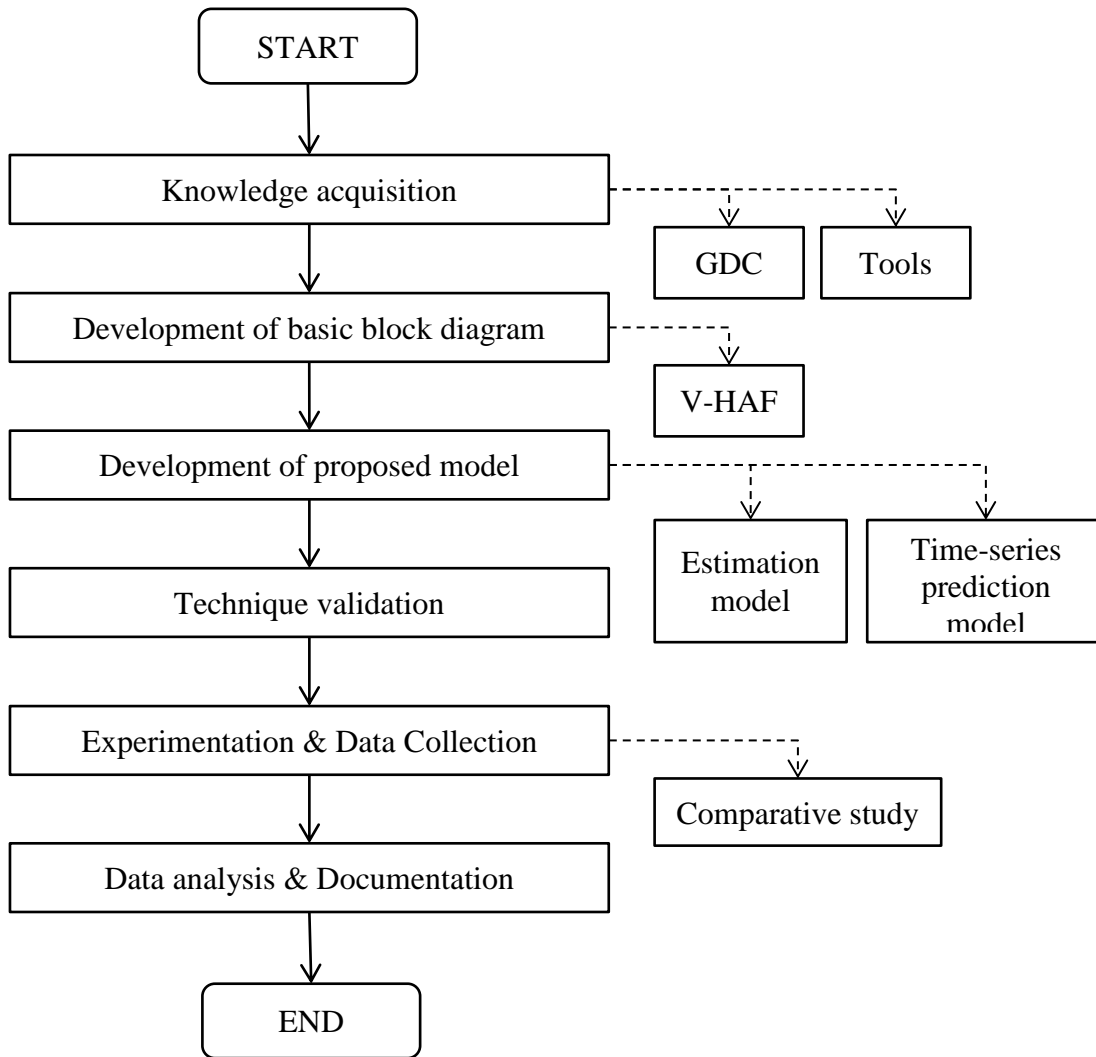 START
Knowledge acquisition
GDC
Tools
Development of basic block diagram
V-HAF
Development of proposed model
Estimation
model
Time-series
prediction
model
Technique validation
Experimentation & Data Collection
Comparative study
Data analysis & Documentation
END